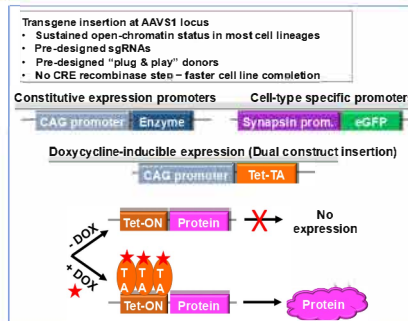 Transgene insert at AAVS1 locus
• Sustained open-chromatin status in most cell lineages
• Pre-designed sgRNAs
• Pre-designed "plug & play" donors
• No CRE recombinase step – faster cell line completion
Constitutive expression promoters Cell-type specific promoters
CAG promoter Enzyme Synapsin prom. eGFP
Doxycycline-inducible expression (Dual construct insertion)
CAG promoter Tet-TA
- DOX Tet-ON Protein X No expression
+ DOX T A T A T A
Tet-ON Protein Protein